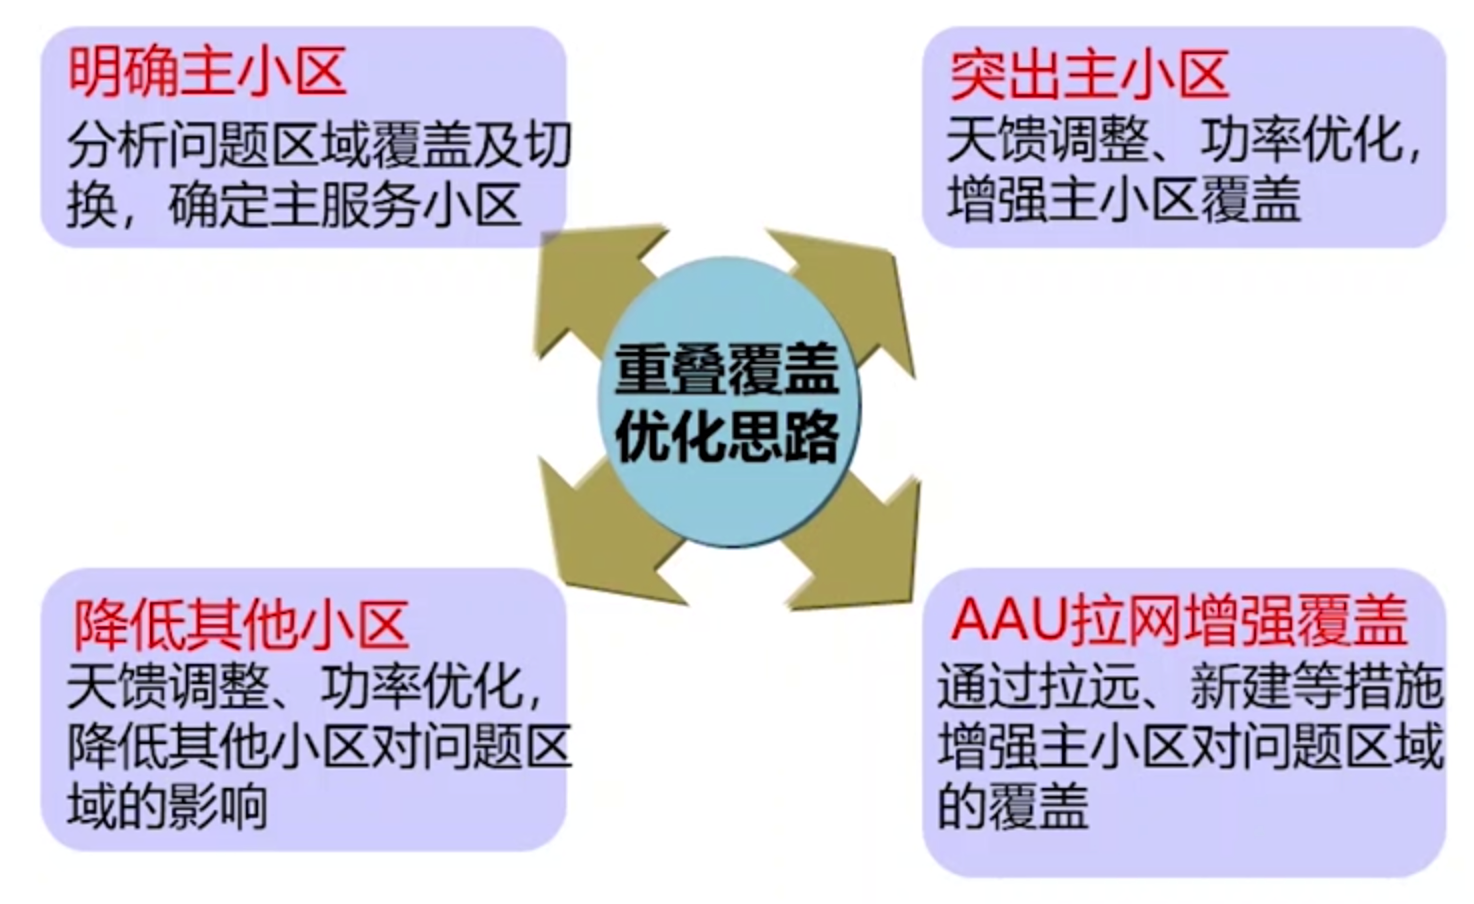 明确主小区
分析问题区域覆盖及切
换，确定主服务小区
突出主小区
天馈调整、功率优化，
增强主小区覆盖
重叠覆盖
优化思路
降低其他小区
天馈调整、功率优化，
降低其他小区对问题区
域的影响
AAU拉网增强覆盖
通过拉远、新建等措施
增强主小区对问题区域
的覆盖